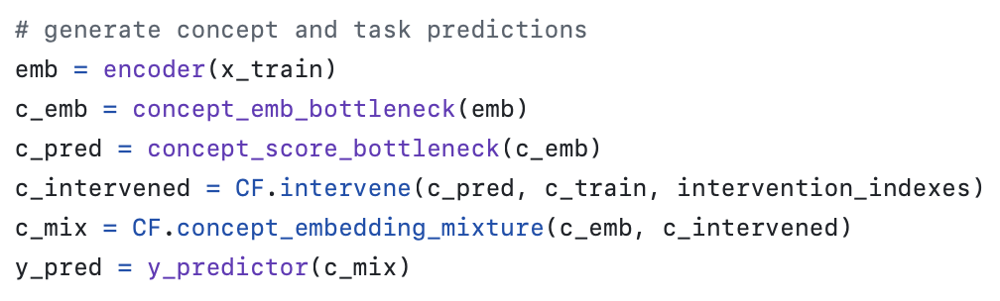 # generate concept and task predictions
emb = encoder(x_train)
c_emb = concept_emb_bottleneck(emb)
c_pred = concept_score_bottleneck(c_emb)
c_intervened = CF.intervene(c_pred, c_train, intervention_indexes)
c_mix = CF.concept_embedding_mixture(c_emb, c_intervened)
y_pred = y_predictor(c_mix)